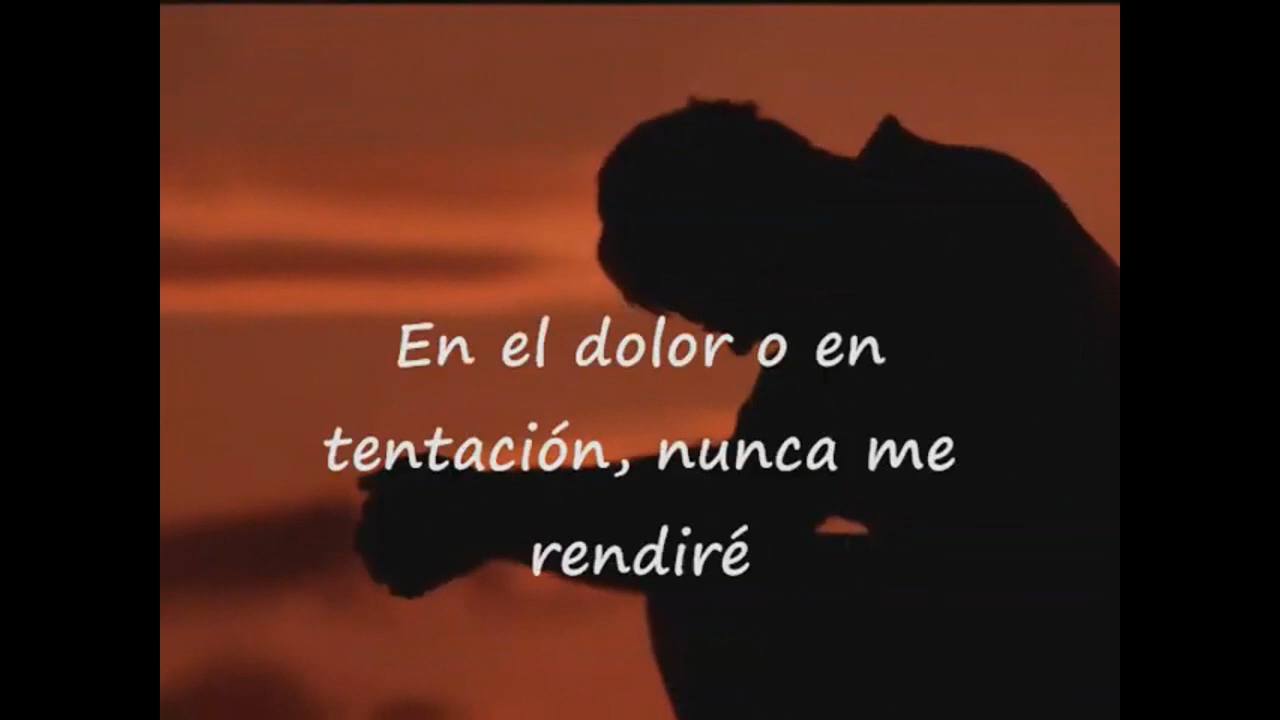 En el dolor o en
tentación, nunca me
rendiré